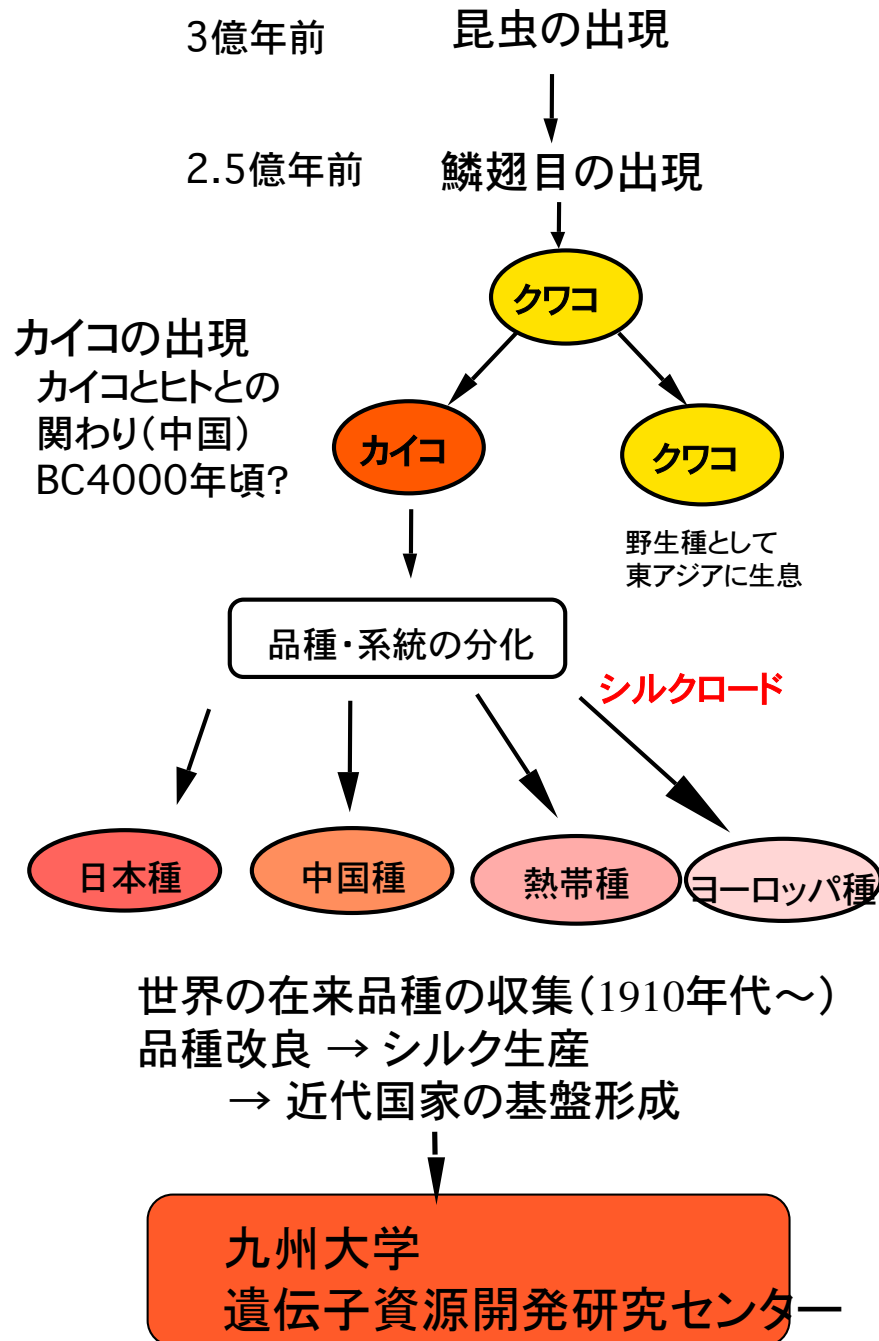 3億年前
昆虫の出現
2.5億年前
鱗翅目の出現
クワコ
カイコの出現
カイコとヒトとの
関わり（中国）
BC4000年頃?
カイコ
クワコ
野生種として
東アジアに生息
品種・系統の分化
シルクロード
日本種
中国種
熱帯種
ヨーロッパ種
世界の在来品種の収集（1910年代～）
品種改良 → シルク生産
→ 近代国家の基盤形成
九州大学
遺伝子資源開発研究センター